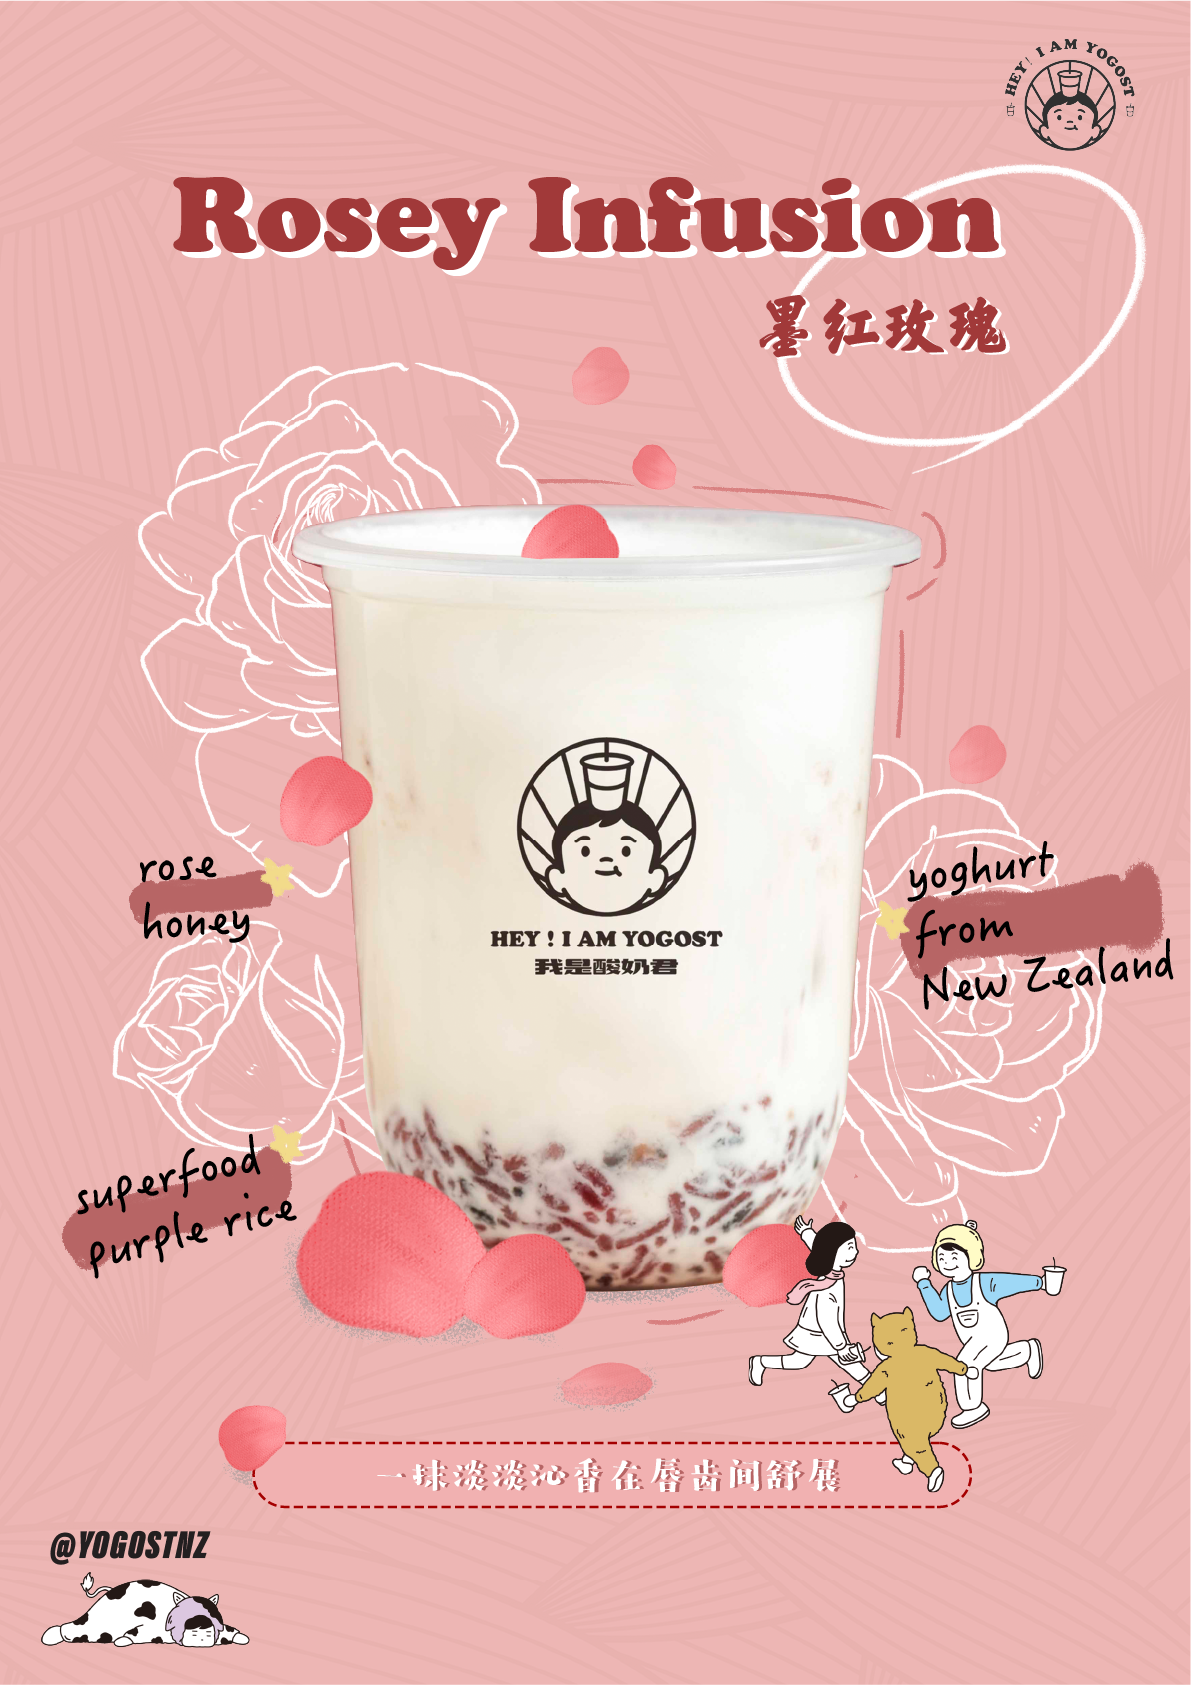 HEY! I AM YOGOST
Rosey Infusion
墨红玫瑰
rose
honey
yoghurt
from
New Zealand
HEY ! I AM YOGOST
我是酸奶君
superfood
purple rice
一抹淡淡沁香在唇齿间舒展
@YOGOSTNZ